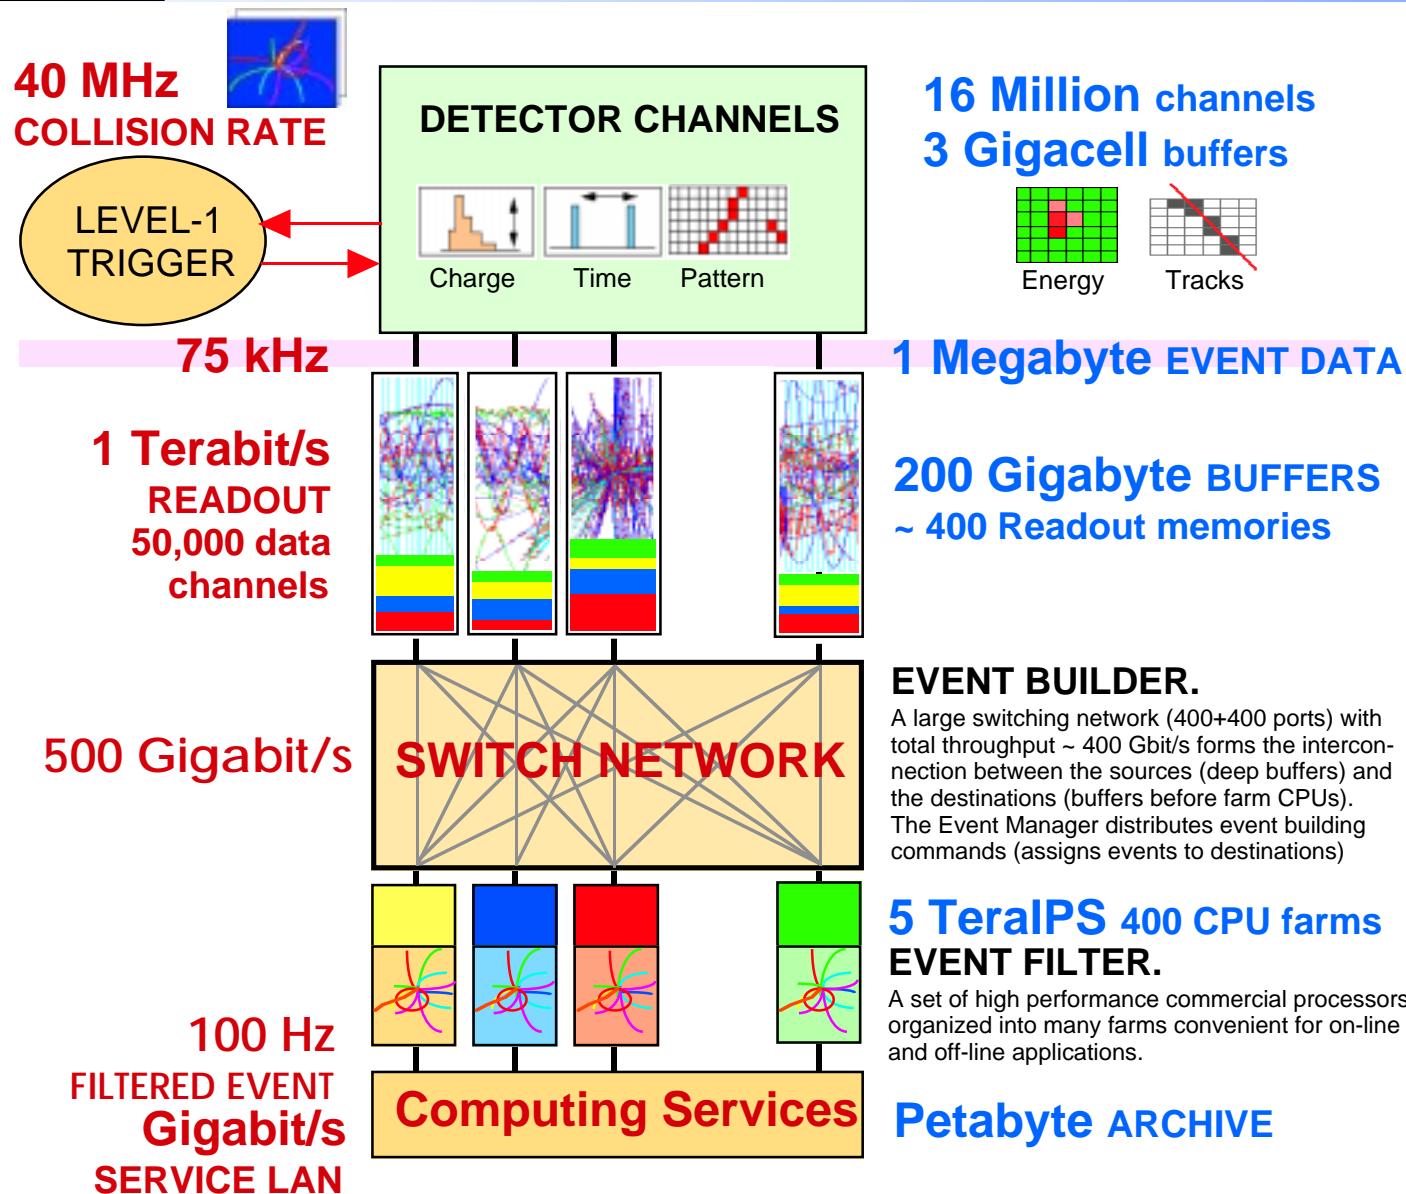 40 MHz
COLLISION RATE
DETECTOR CHANNELS
16 Million channels
3 Gigacell buffers
LEVEL-1
TRIGGER
Charge
Time
Pattern
Energy
Tracks
75 kHz
1 Megabyte EVENT DATA
1 Terabit/s
READOUT
50,000 data
channels
200 Gigabyte BUFFERS
~ 400 Readout memories
500 Gigabit/s
SWITCH NETWORK
EVENT BUILDER.
A large switching network (400+400 ports) with
total throughput ~ 400 Gbit/s forms the intercon-
nection between the sources (deep buffers) and
the destinations (buffers before farm CPUs).
The Event Manager distributes event building
commands (assigns events to destinations)
5 TeraIPS 400 CPU farms
EVENT FILTER.
A set of high performance commercial processors
organized into many farms convenient for on-line
and off-line applications.
100 Hz
FILTERED EVENT
Gigabit/s
SERVICE LAN
Computing Services
Petabyte ARCHIVE